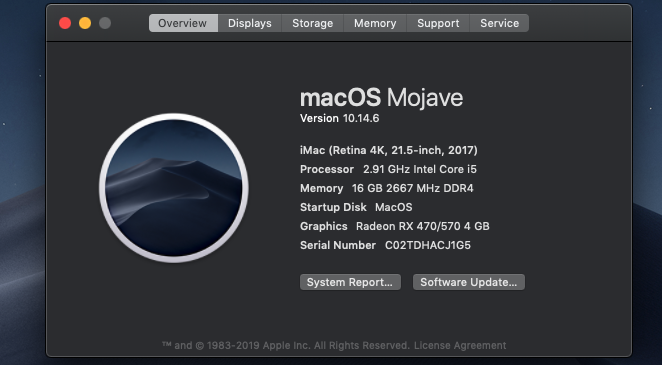 Overview Displays Storage Memory Support Service
macOS Mojave
Version 10.14.6
iMac (Retina 4K, 21.5-inch, 2017)
Processor 2.91 GHz Intel Core i5
Memory 16 GB 2667 MHz DDR4
Startup Disk MacOS
Graphics Radeon RX 470/570 4 GB
Serial Number C02TDHACJ1G5
System Report... Software Update...
™ and © 1983-2019 Apple Inc. All Rights Reserved. License Agreement